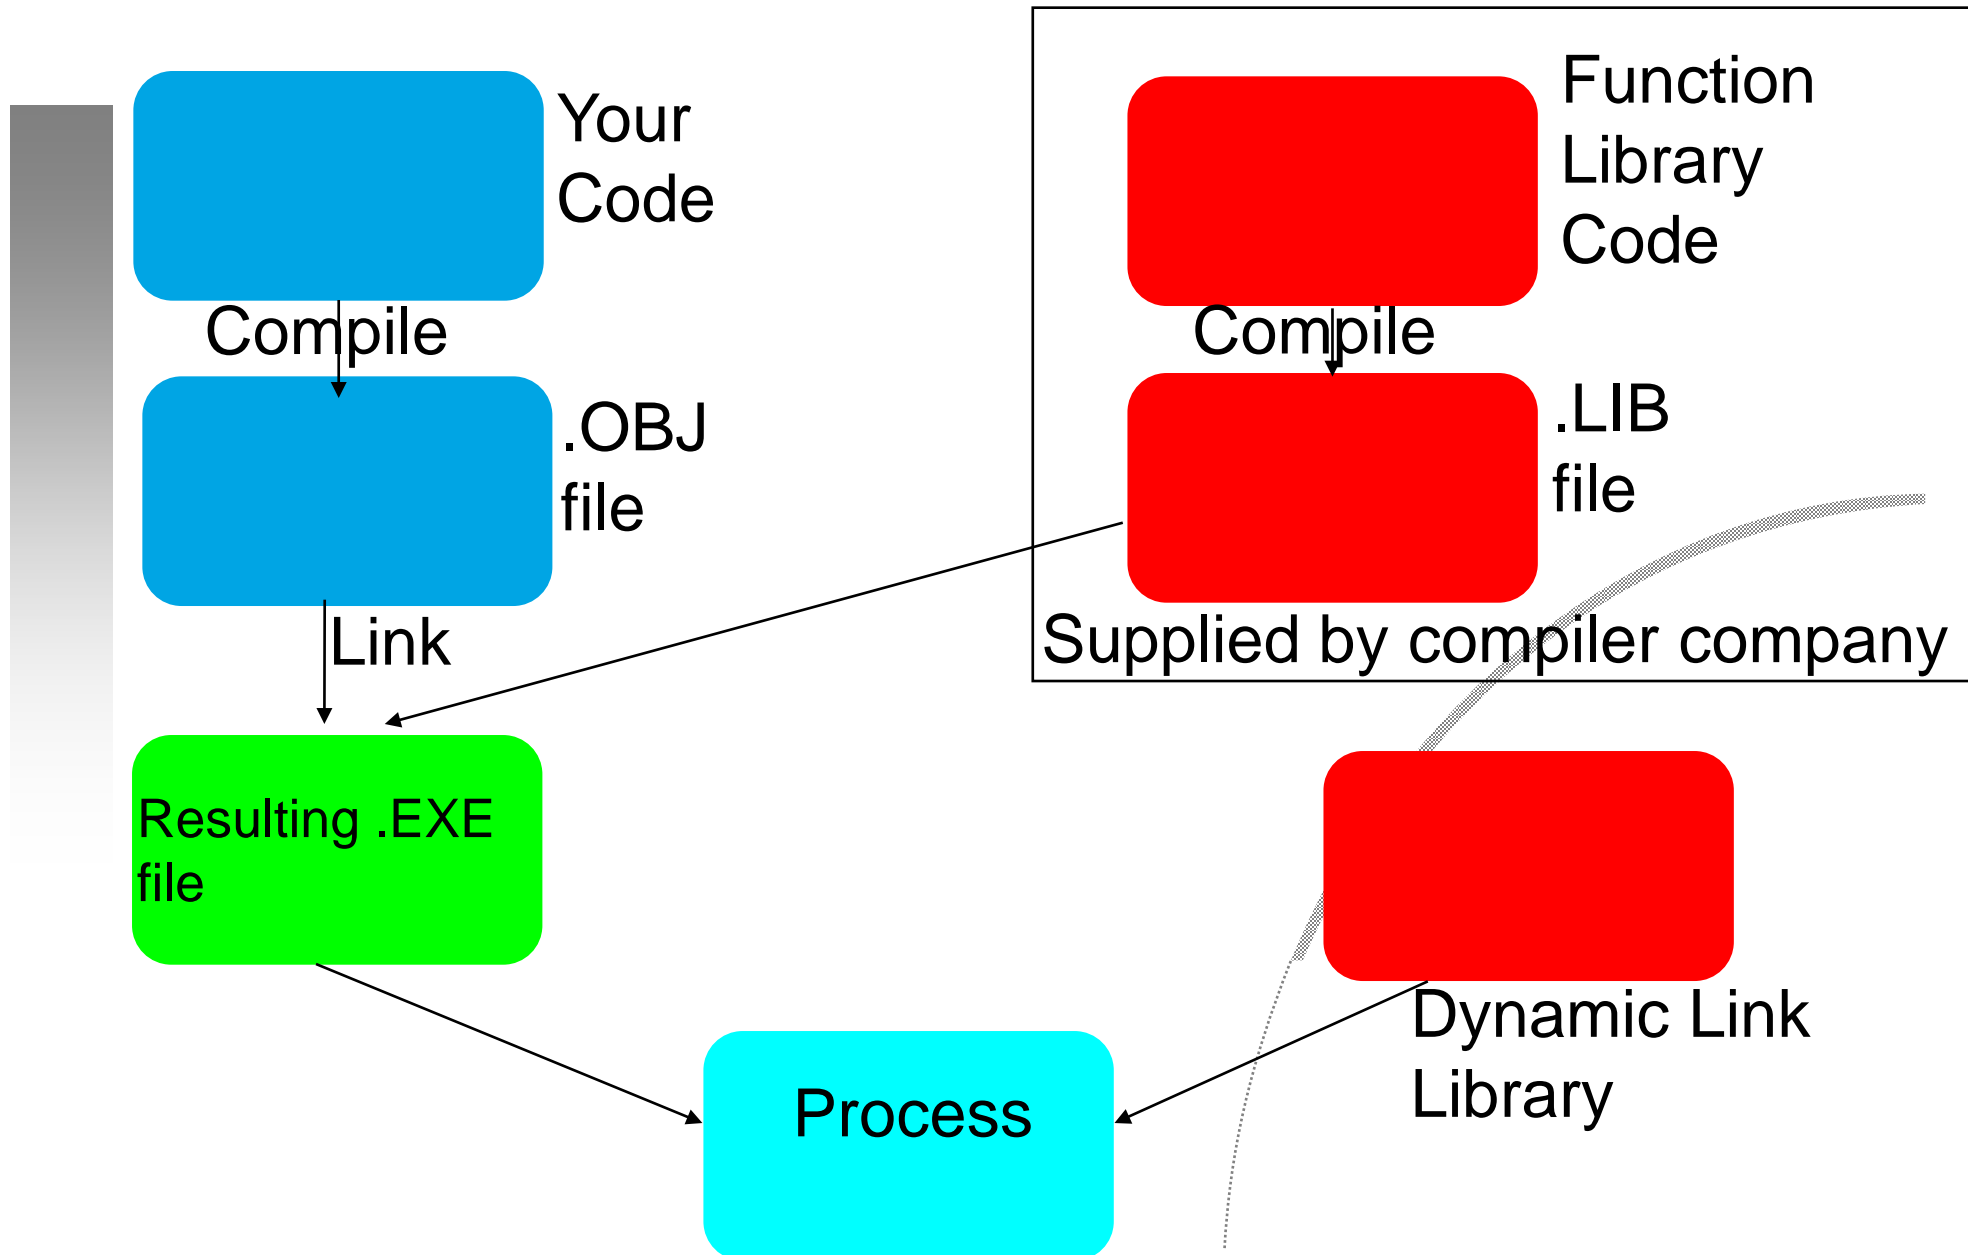 Your
Code
Function
Library
Code
Compile
Compile
.OBJ
file
.LIB
file
Link
Supplied by compiler company
Resulting .EXE
file
Dynamic Link
Library
Process